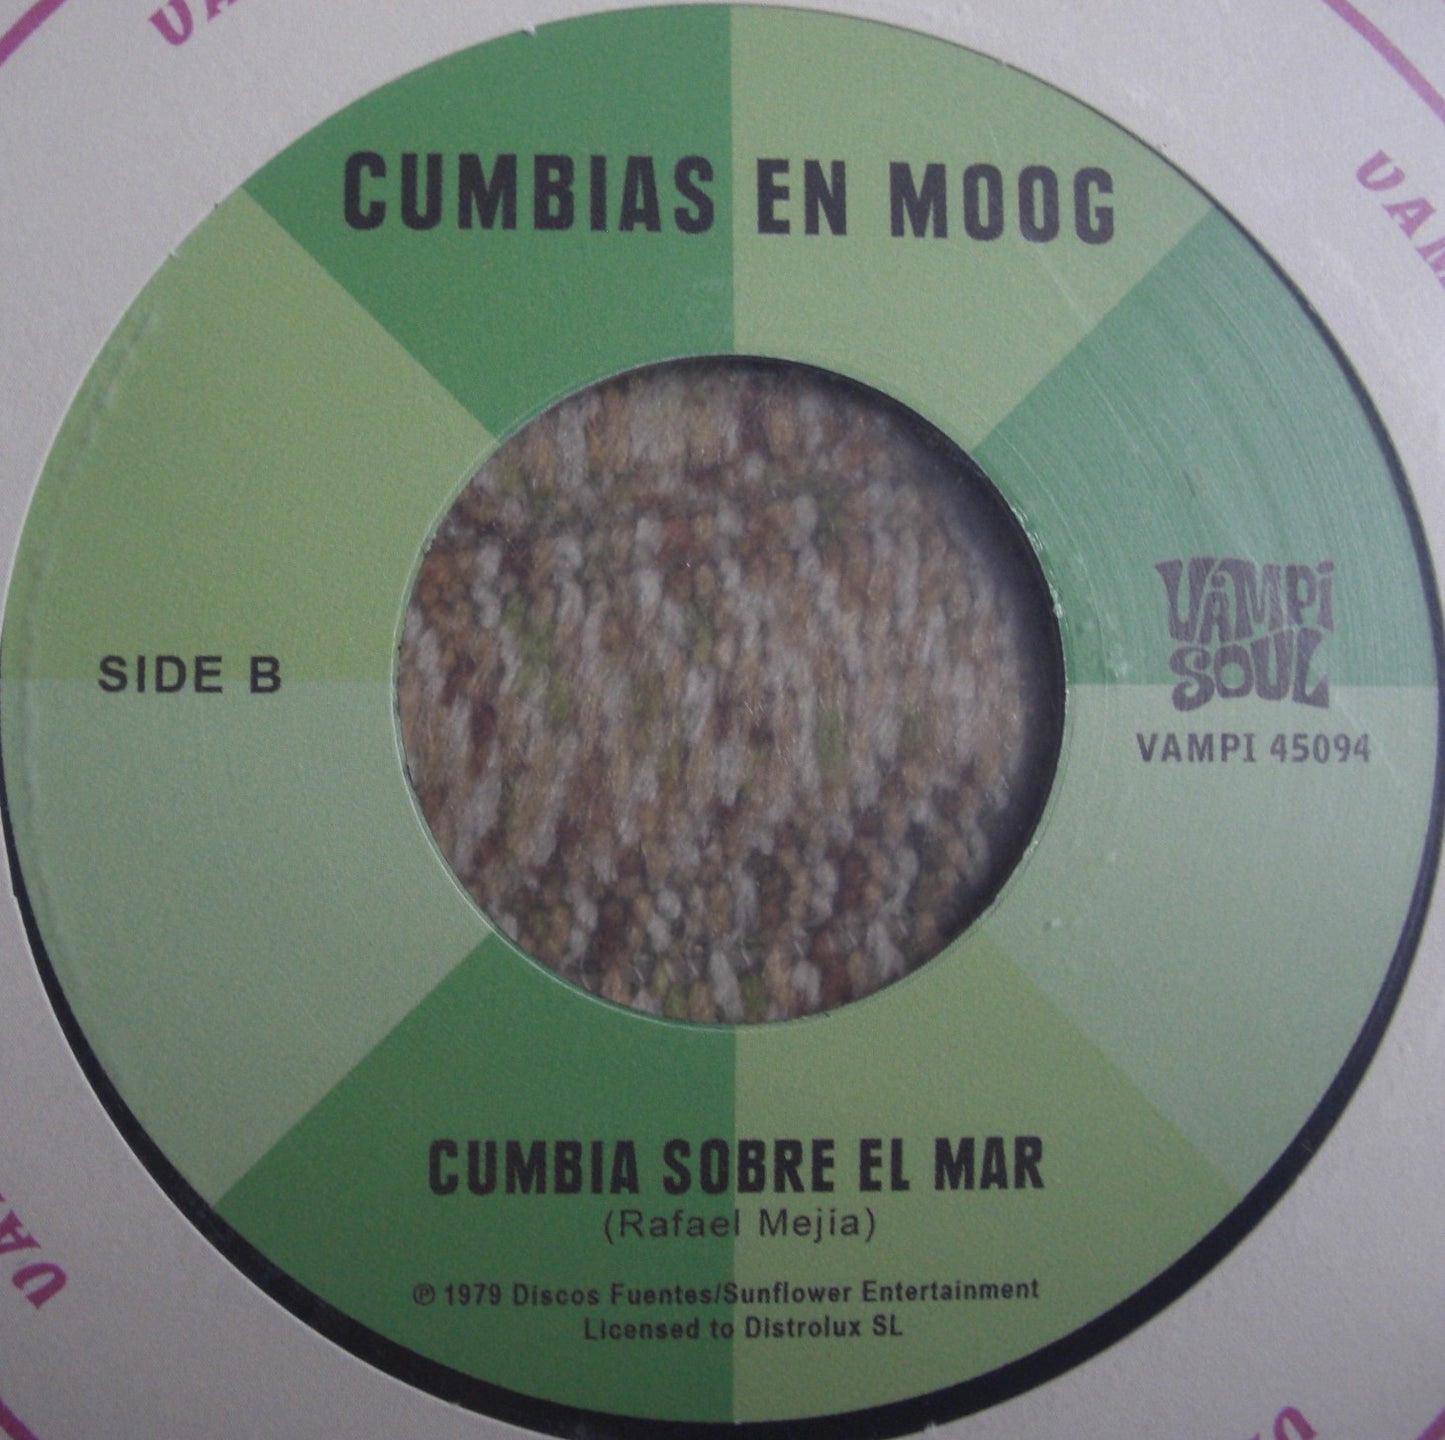 CUMBIAS EN MOOG
SIDE B
VAMPI
SOUL
VAMPI 45094
CUMBIA SOBRE EL MAR
(Rafael Mejía)
℗ 1979 Discos Fuentes/Sunflower Entertainment
Licensed to Distrolux SL